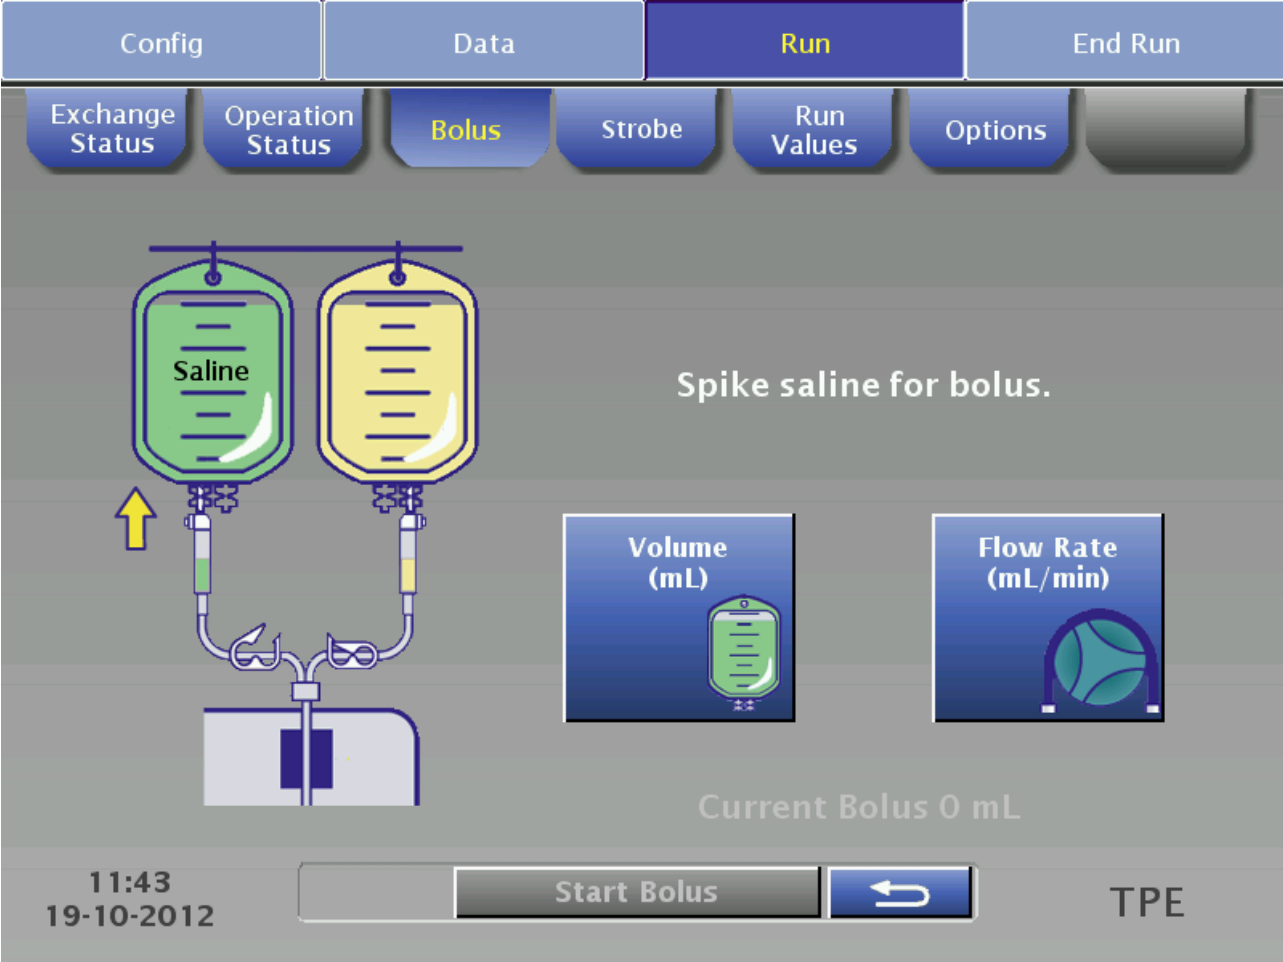 Config
Data
Run
End Run
Exchange
Status
Operation
Status
Bolus
Strobe
Run
Values
Options
Saline
Spike saline for bolus.
Volume
(mL)
Flow Rate
(mL/min)
Current Bolus 0 mL
11:43
19-10-2012
Start Bolus
TPE